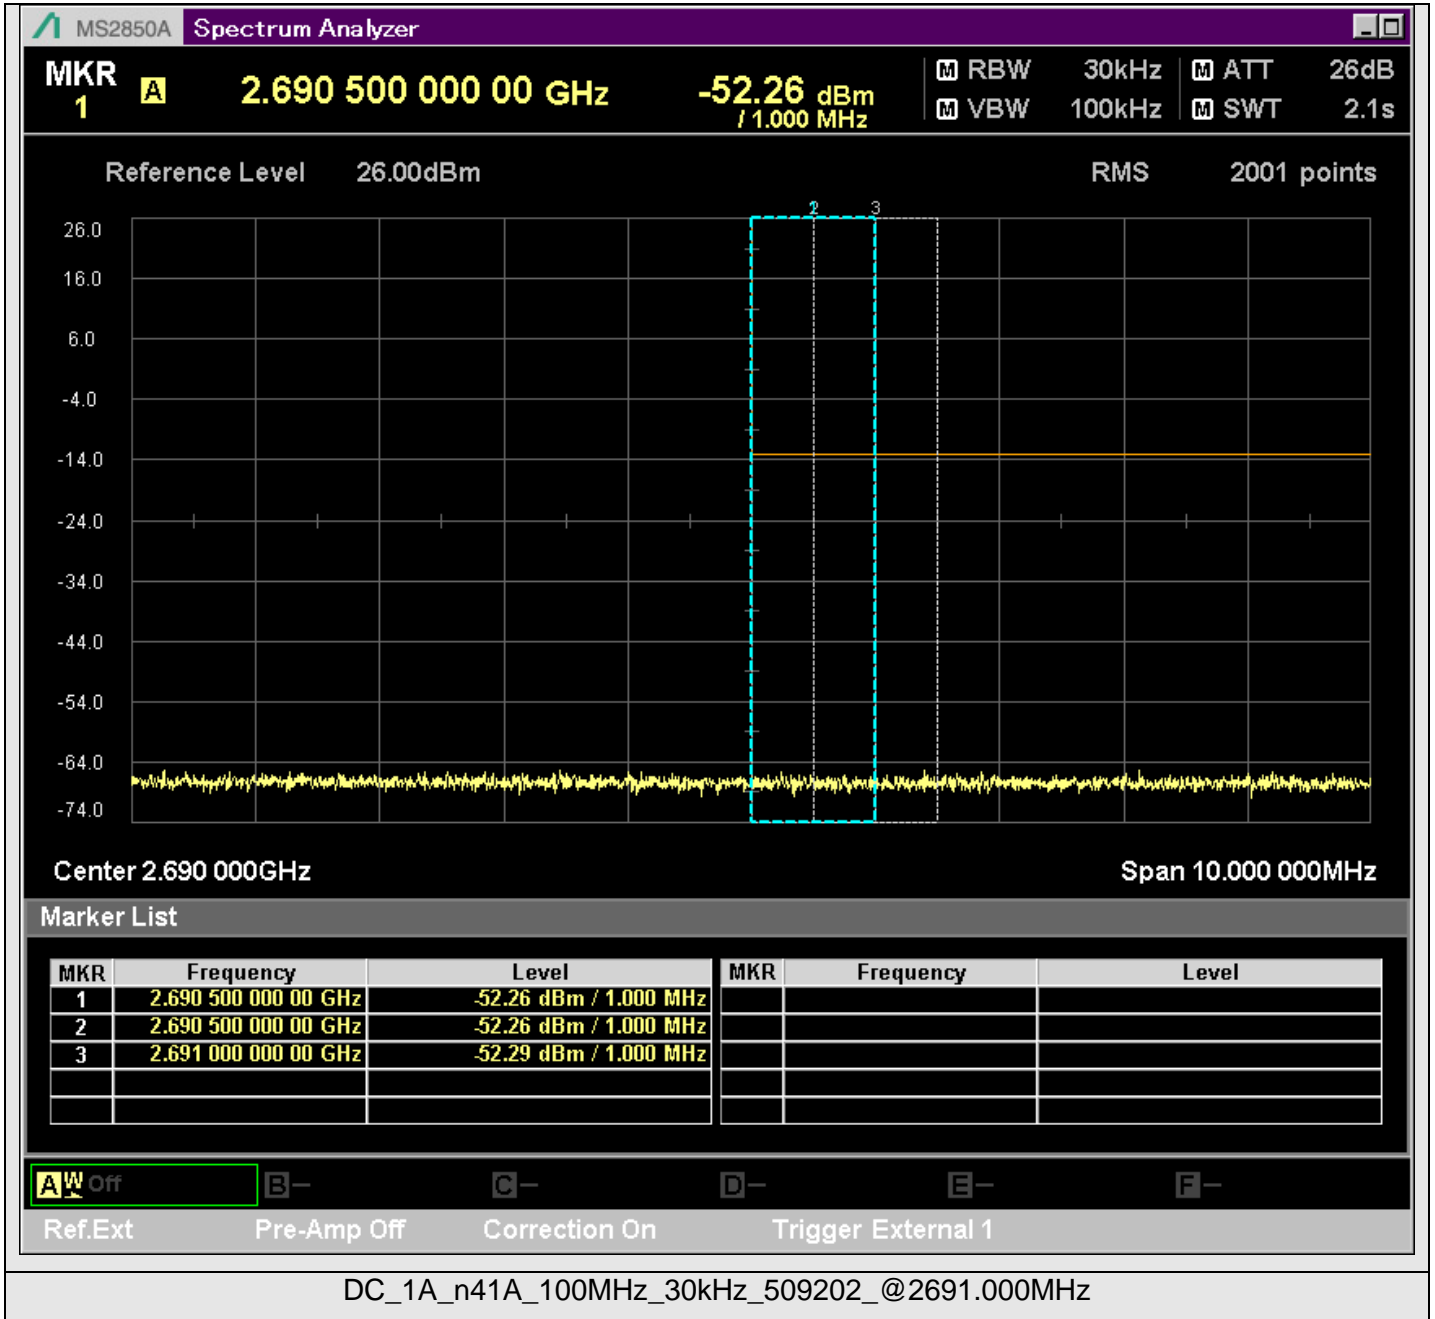 MS2850A Spectrum Analyzer
MKR 1 A 2.690 500 000 00 GHz -52.26 dBm / 1.000 MHz
M RBW 30kHz M ATT 26dB
M VBW 100kHz M SWT 2.1s
Reference Level 26.00dBm RMS 2001 points
2 3
26.0
16.0
6.0
-4.0
-14.0
-24.0
-34.0
-44.0
-54.0
-64.0
-74.0
Center 2.690 000GHz Span 10.000 000MHz
Marker List
MKR Frequency Level MKR Frequency Level
1 2.690 500 000 00 GHz -52.26 dBm / 1.000 MHz
2 2.690 500 000 00 GHz -52.26 dBm / 1.000 MHz
3 2.691 000 000 00 GHz -52.29 dBm / 1.000 MHz
A W Off B – C – D – E – F –
Ref.Ext Pre-Amp Off Correction On Trigger External 1
DC_1A_n41A_100MHz_30kHz_509202_@2691.000MHz